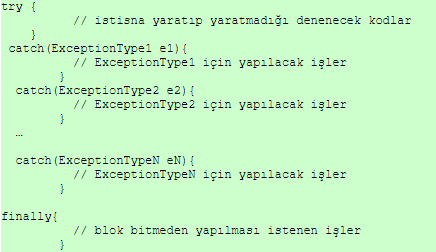 try {
// istisna yaratıp yaratmadığı denenecek kodlar
}
catch(ExceptionType1 e1){
// ExceptionType1 için yapılacak işler
}
catch(ExceptionType2 e2){
// ExceptionType2 için yapılacak işler
}
…
catch(ExceptionTypeN eN){
// ExceptionTypeN için yapılacak işler
}
finally{
// blok bitmeden yapılması istenen işler
}